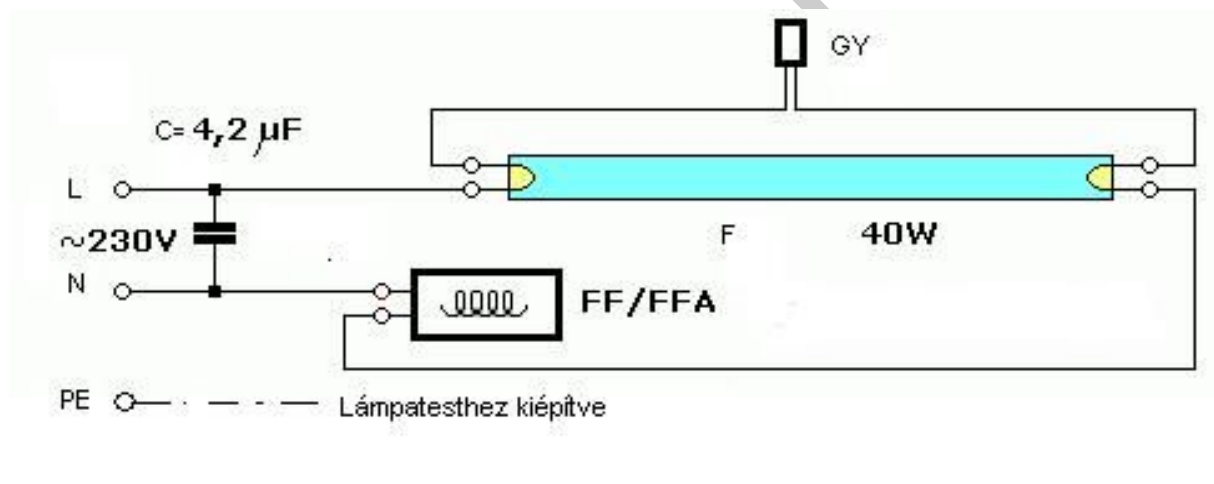 GY
C= 4,2 µF
L
~230V
F 40W
N
FF/FFA
PE Lámpatesthez kiépítve